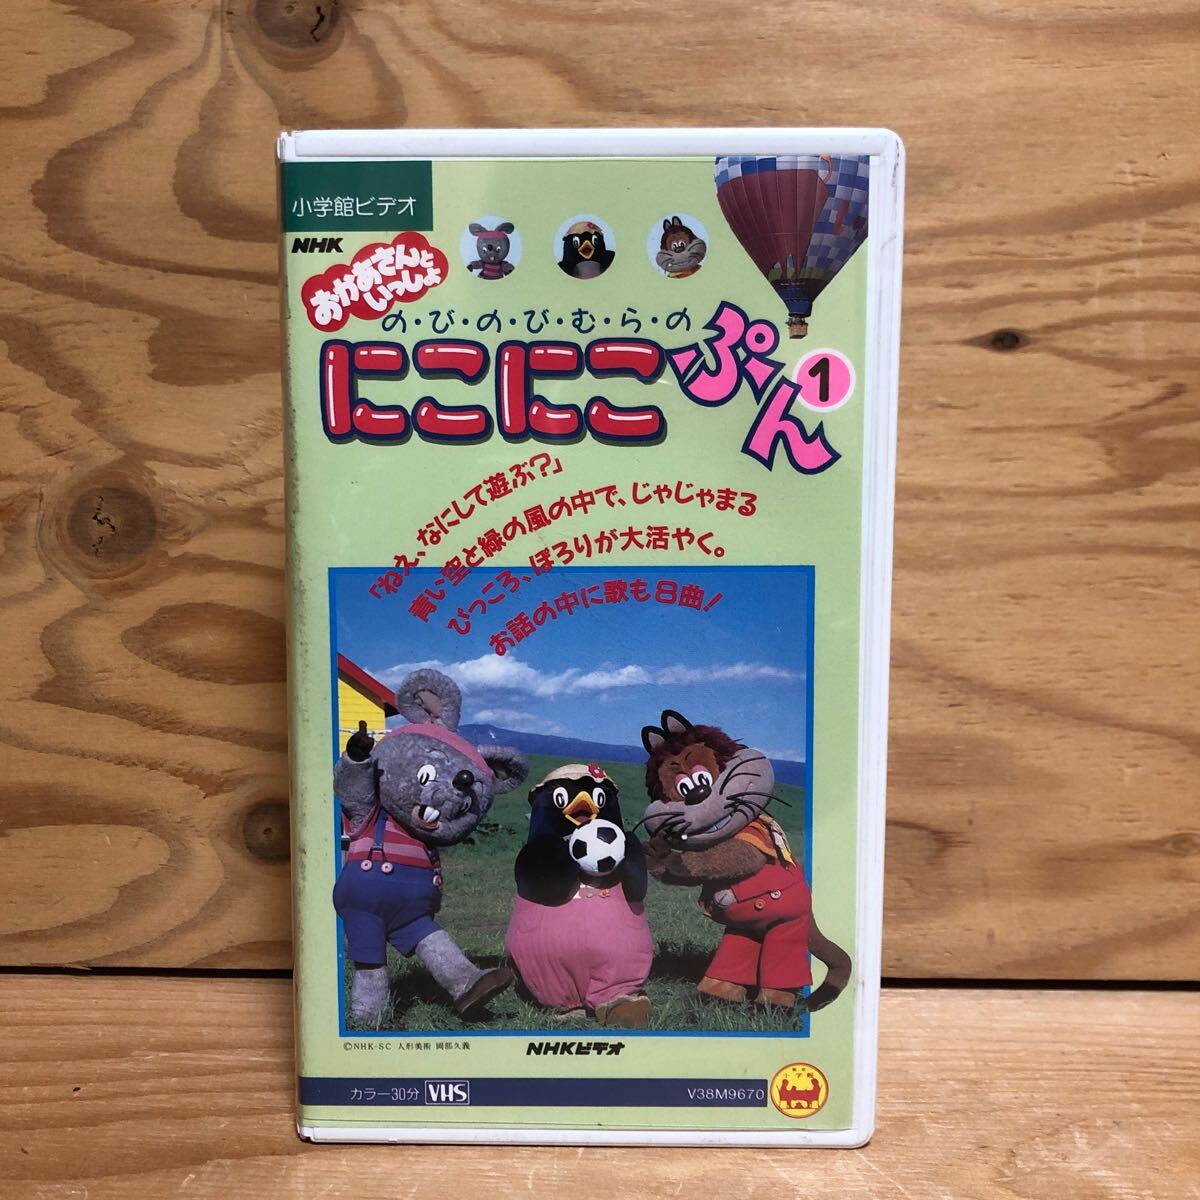 小学館ビデオ
NHK
おかあさんと
いっしょ
の・び・の・び・む・ら・の
にこにこぷん
1
「ねえ、なにして遊ぶ?」
青い空と緑の風の中で、じゃじゃまる
ぴっころ、ぽろりが大活やく。
お話の中に歌も8曲!
©NHK-SC 人形美術 岡部久義
NHKビデオ
カラー30分 VHS
V38M9670
小学館